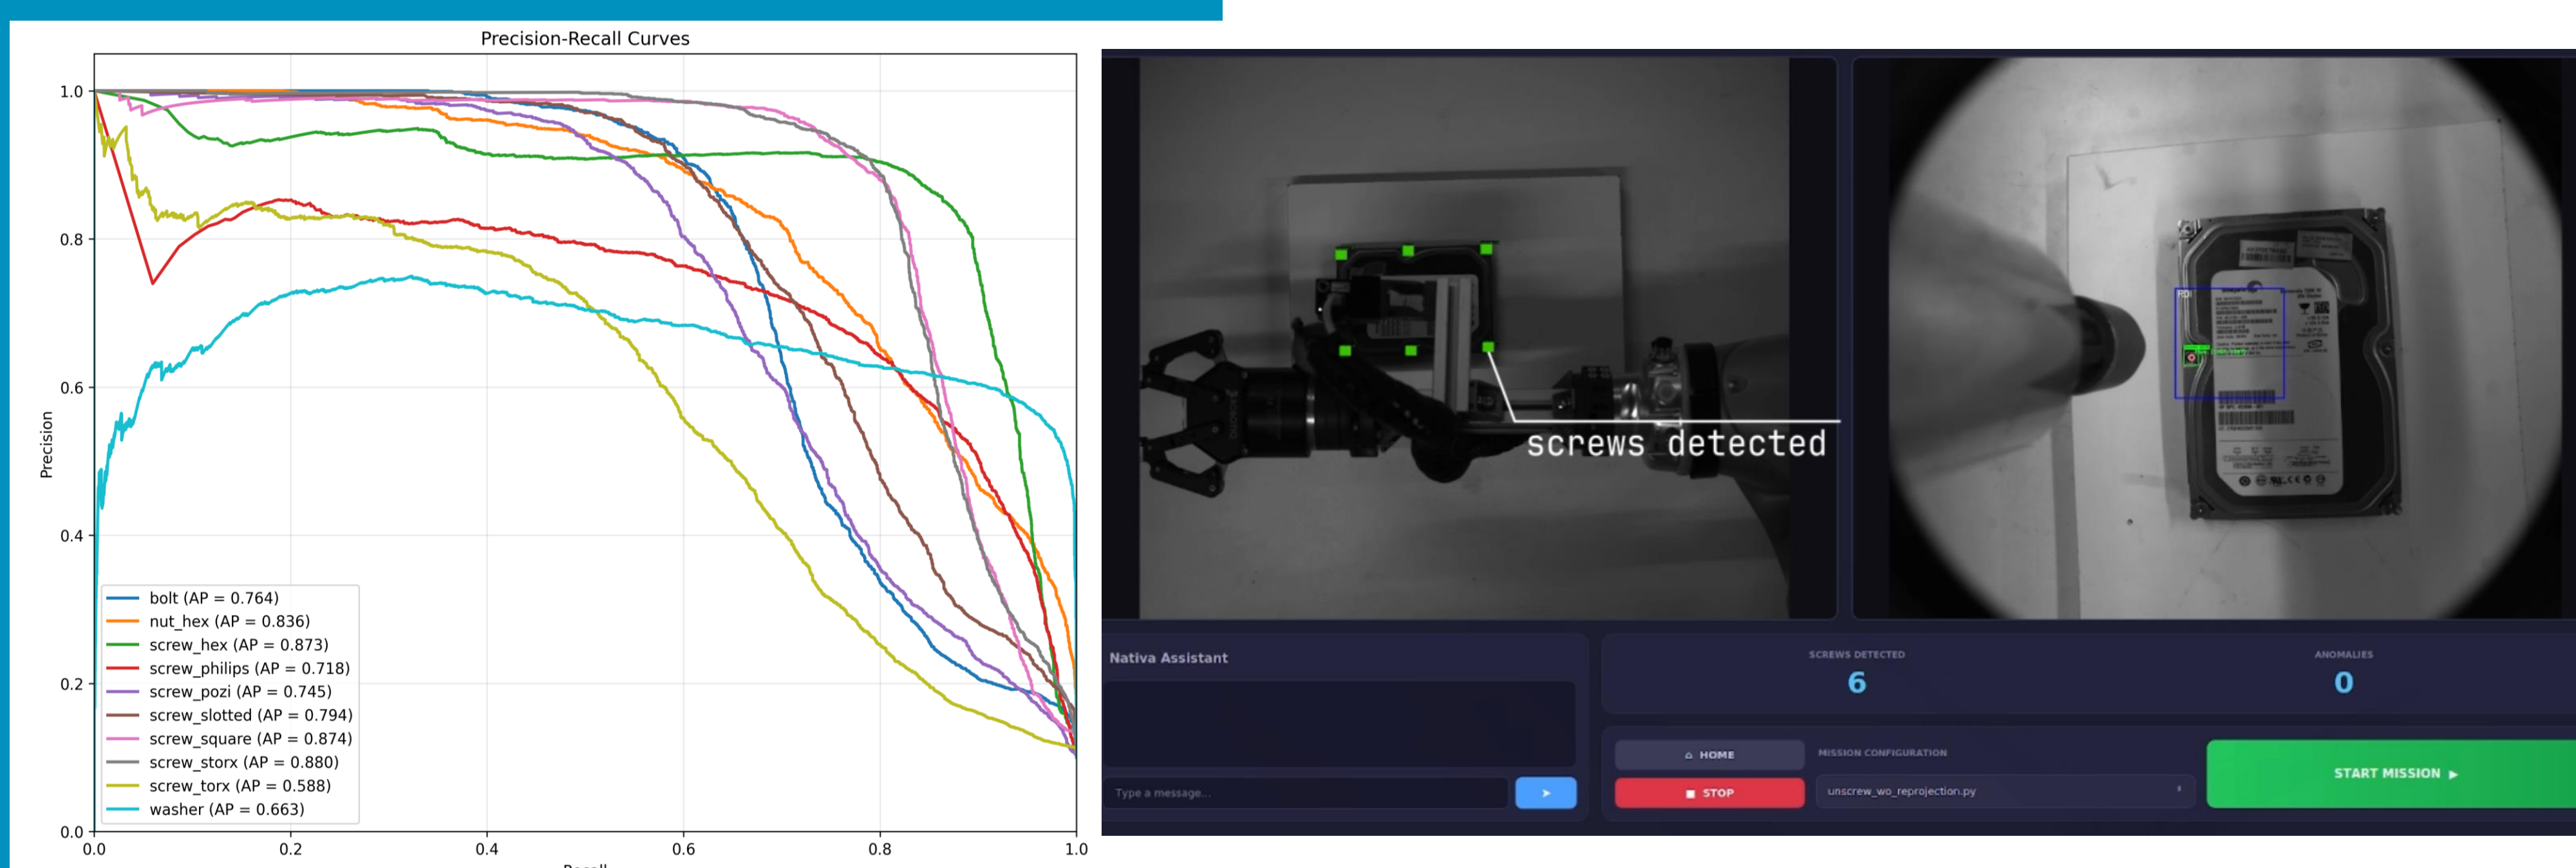 Precision-Recall Curves
1.0
0.8
0.6
0.4
0.2
0.0
Precision
bolt (AP = 0.764)
nut_hex (AP = 0.836)
screw_hex (AP = 0.873)
screw_philips (AP = 0.718)
screw_pozi (AP = 0.745)
screw_slotted (AP = 0.794)
screw_square (AP = 0.874)
screw_storx (AP = 0.880)
screw_torx (AP = 0.588)
washer (AP = 0.663)
0.0 0.2 0.4 0.6 0.8 1.0
Recall
screws detected
ROI
Nativa Assistant
Type a message...
SCREWS DETECTED
6
ANOMALIES
0
HOME
STOP
MISSION CONFIGURATION
unscrew_wo_reprojection.py
START MISSION